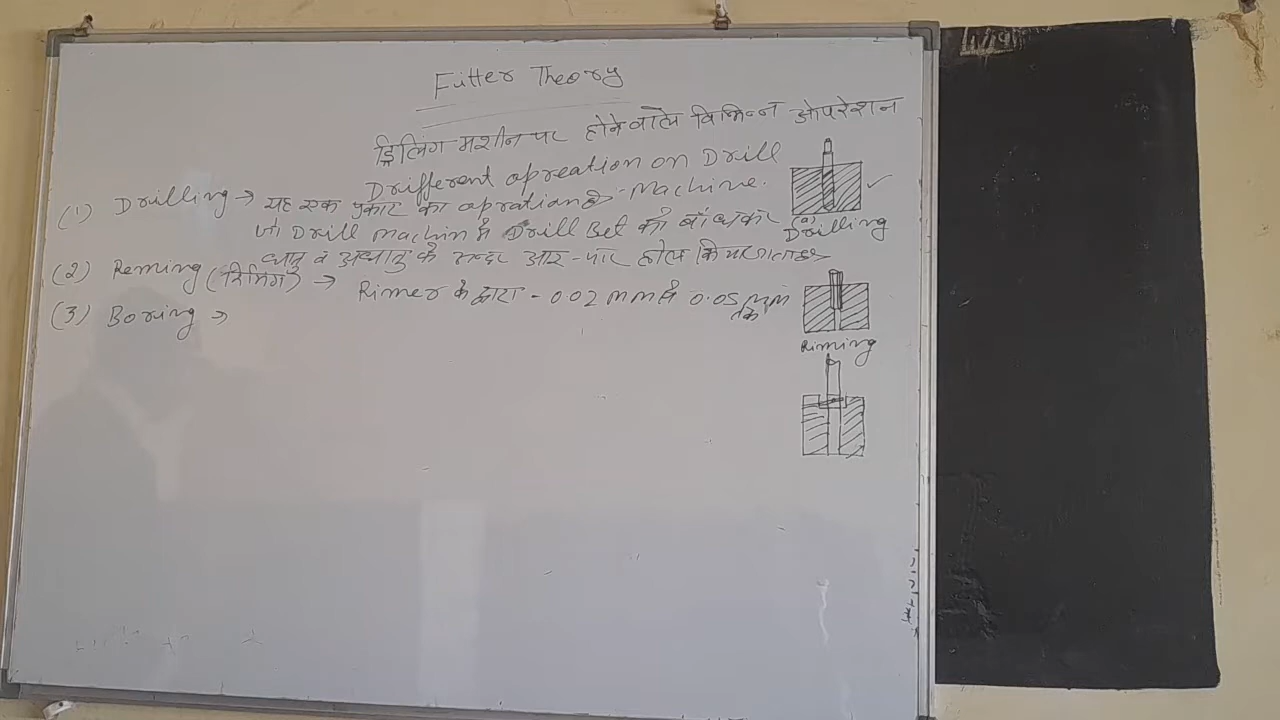 Fitter Theory
ड्रिलिंग मशीन पर होने वाले विभिन्न ओपरेशन
Drifferent opreation on Drill Machine.
(1) Drilling → यह एक प्रकार का opration है
जो Drill machin में Drill Bet को बाँधकर
धातु व अधातु के अन्दर आर-पार होल किया जाता है
(a)
Drilling
(2) Reming (रिमिंग) → Rimer के द्वारा - 0.02 mm से 0.05 mm तक
Riming
(3) Boring →